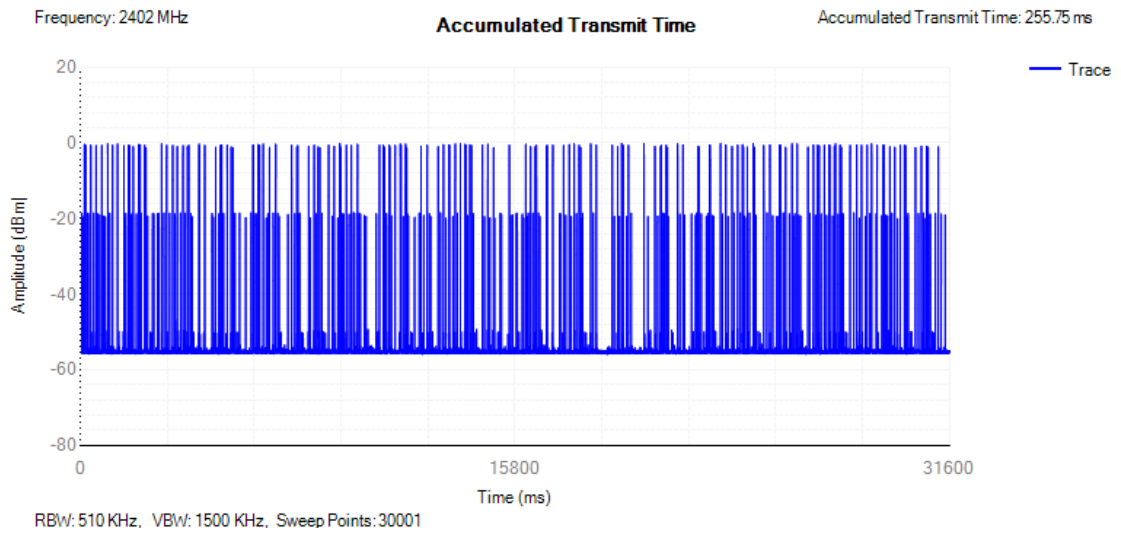 Frequency: 2402 MHz
Accumulated Transmit Time
Accumulated Transmit Time: 255.75 ms
20
Trace
0
-20
Amplitude (dBm)
-40
-60
-80
0 15800 31600
Time (ms)
RBW: 510 KHz, VBW: 1500 KHz, Sweep Points: 30001